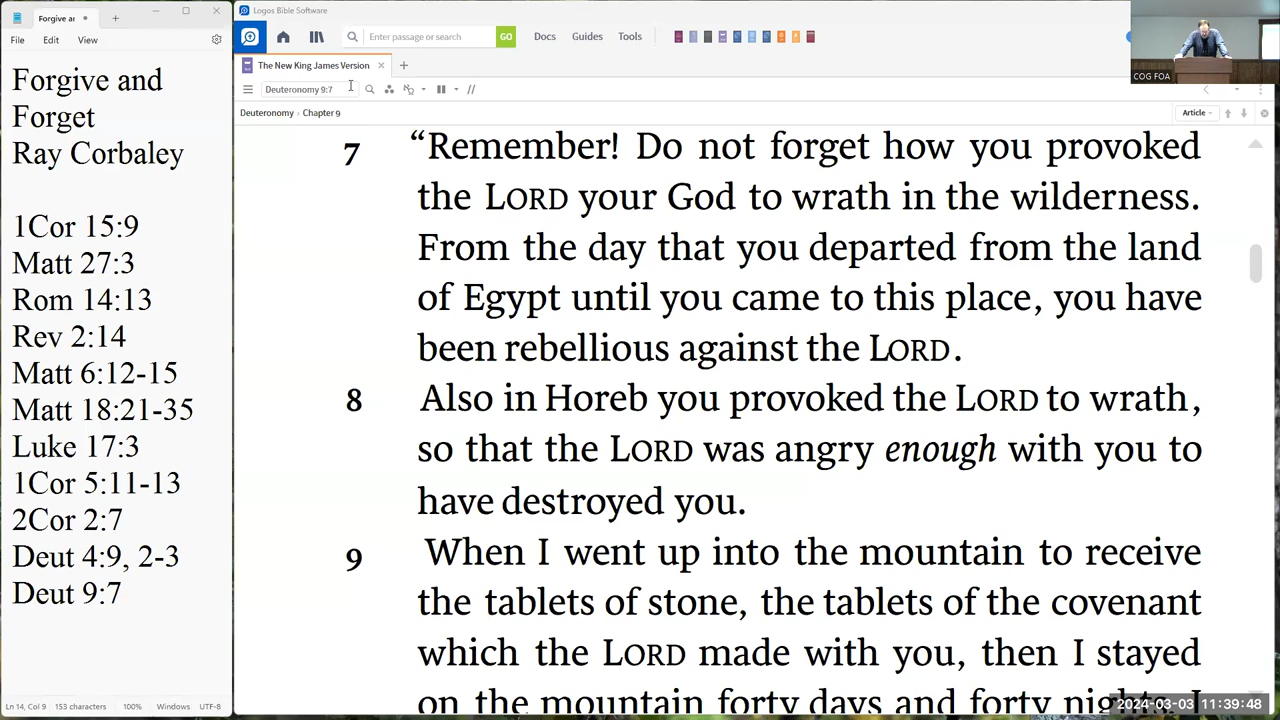 Forgive an
File Edit View
Forgive and
Forget
Ray Corbaley
1Cor 15:9
Matt 27:3
Rom 14:13
Rev 2:14
Matt 6:12-15
Matt 18:21-35
Luke 17:3
1Cor 5:11-13
2Cor 2:7
Deut 4:9, 2-3
Deut 9:7
Ln 14, Col 9 153 characters 100% Windows UTF-8
Logos Bible Software
Enter passage or search GO Docs Guides Tools
The New King James Version
Deuteronomy 9:7
Deuteronomy › Chapter 9 Article
COG FOA
7 “Remember! Do not forget how you provoked
the LORD your God to wrath in the wilderness.
From the day that you departed from the land
of Egypt until you came to this place, you have
been rebellious against the LORD.
8 Also in Horeb you provoked the LORD to wrath,
so that the LORD was angry enough with you to
have destroyed you.
9 When I went up into the mountain to receive
the tablets of stone, the tablets of the covenant
which the LORD made with you, then I stayed
on the mountain forty days and forty nights. I
2024-03-03 11:39:48